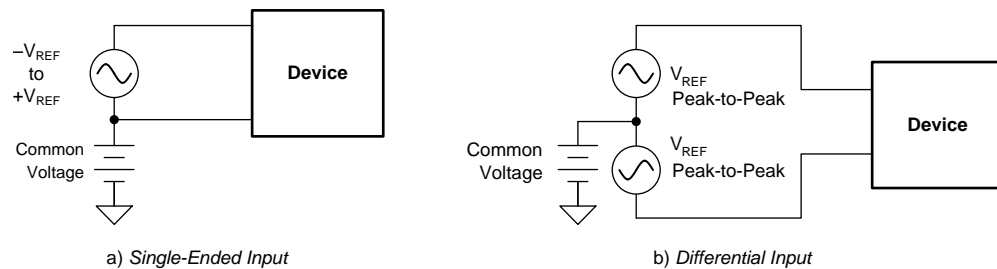 –V_REF
to
+V_REF
Device
Common
Voltage
a) Single-Ended Input
V_REF
Peak-to-Peak
Common
Voltage
V_REF
Peak-to-Peak
Device
b) Differential Input